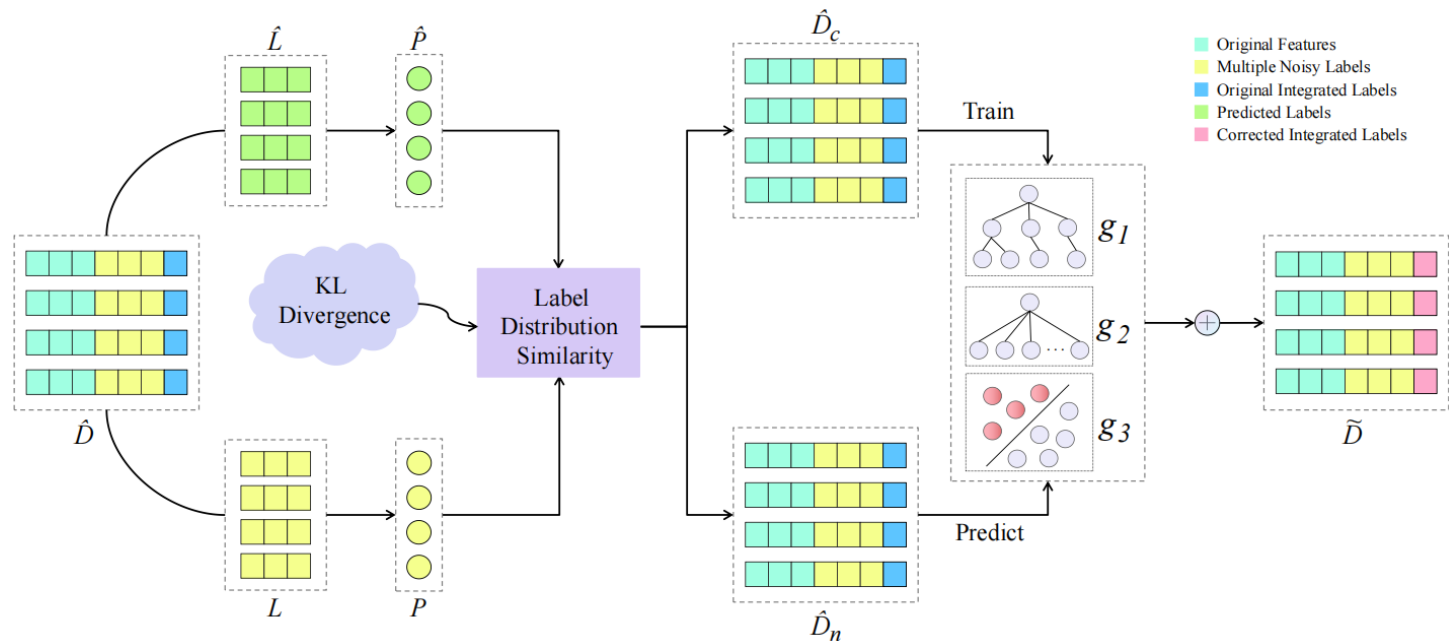 L̂
P̂
D̂c
Original Features
Multiple Noisy Labels
Original Integrated Labels
Predicted Labels
Corrected Integrated Labels
Train
g1
KL
Divergence
Label
Distribution
Similarity
g2
...
g3
D̂
D̃
Predict
L
P
D̂n